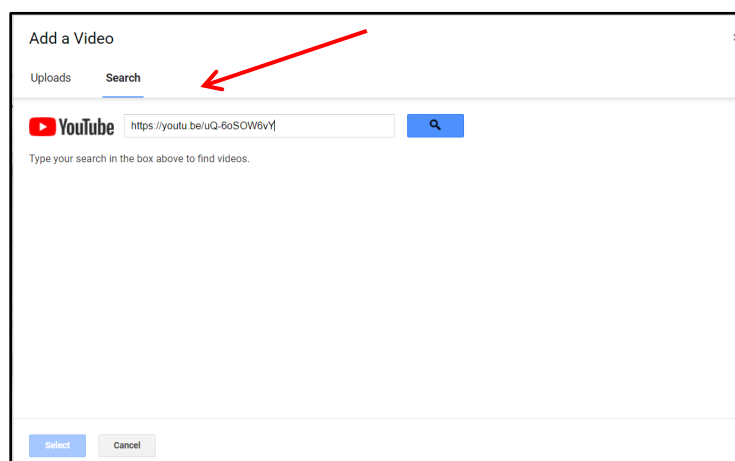 Add a Video
Uploads Search
YouTube https://youtu.be/uQ-6oSOW6vY
Type your search in the box above to find videos.
Select Cancel